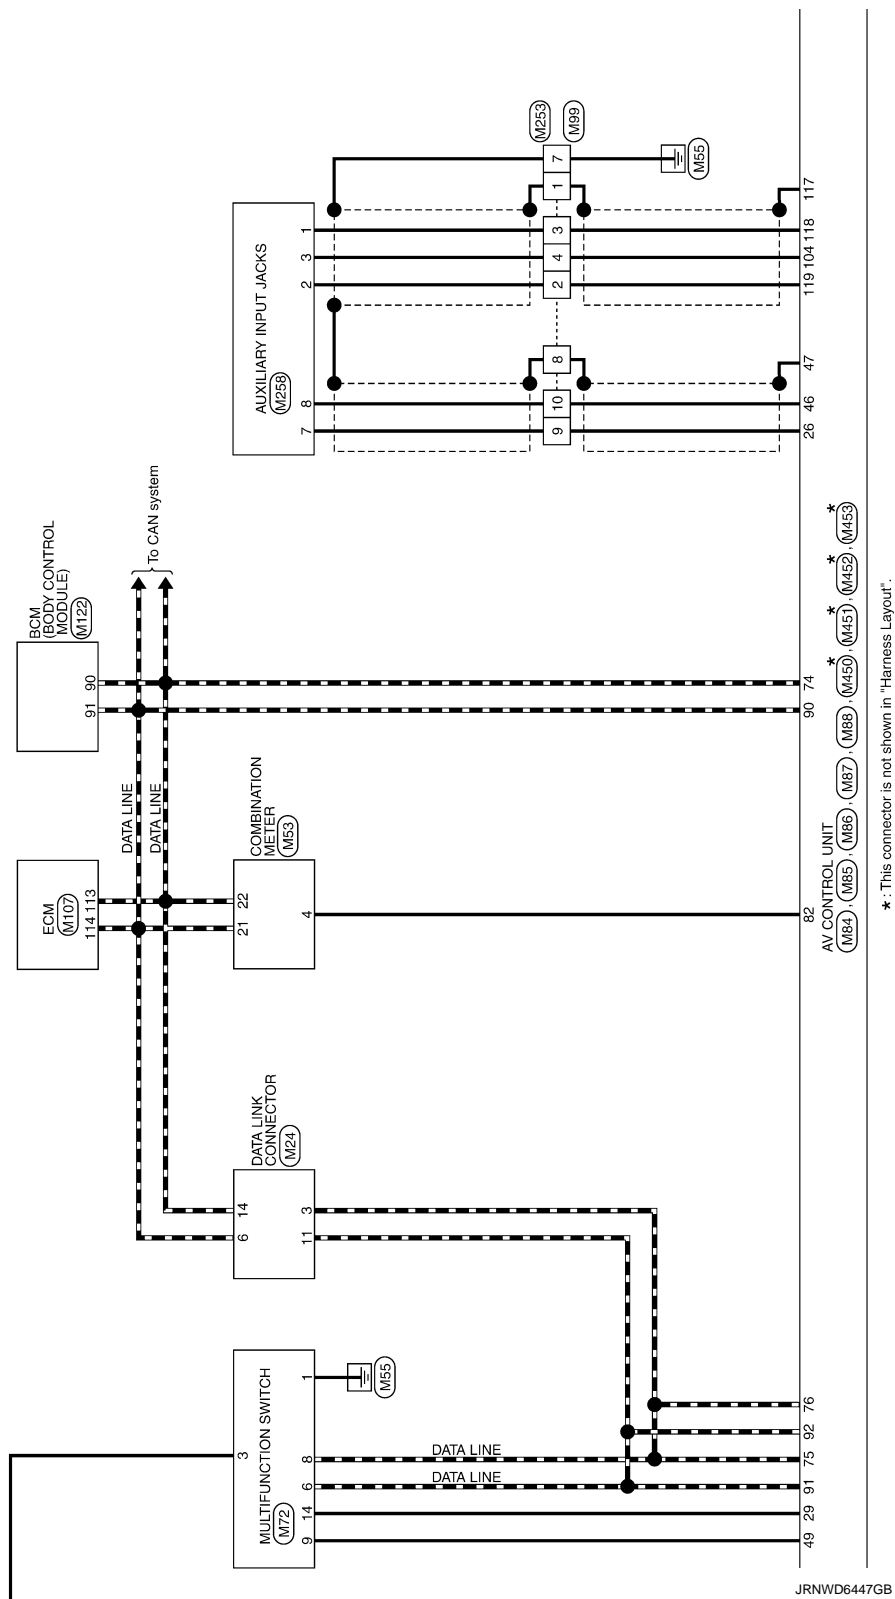 M253
M99
7
1
3
4
2
8
10
9
M55
AUXILIARY INPUT JACKS
M258
1
3
2
8
7
117
118
104
119
47
46
26
To CAN system
BCM
(BODY CONTROL
MODULE)
M122
90
91
74
90
DATA LINE
DATA LINE
ECM
M107
113
114
COMBINATION
METER
M53
22
21
4
82
AV CONTROL UNIT
M84 , M85 , M86 , M87 , M88 , *M450 , *M451 , M452 , *M453
* : This connector is not shown in "Harness Layout".
DATA LINK
CONNECTOR
M24
14
6
3
11
MULTIFUNCTION SWITCH
M72
3
1
M55
8
6
14
9
DATA LINE
DATA LINE
76
92
75
91
29
49
JRNWD6447GB